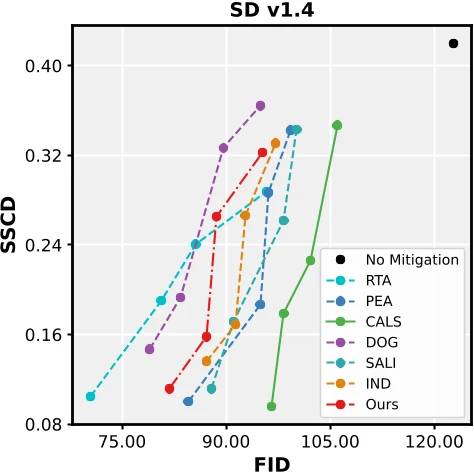 SD v1.4
SSCD
0.40
0.32
0.24
0.16
0.08
No Mitigation
RTA
PEA
CALS
DOG
SALI
IND
Ours
75.00 90.00 105.00 120.00
FID